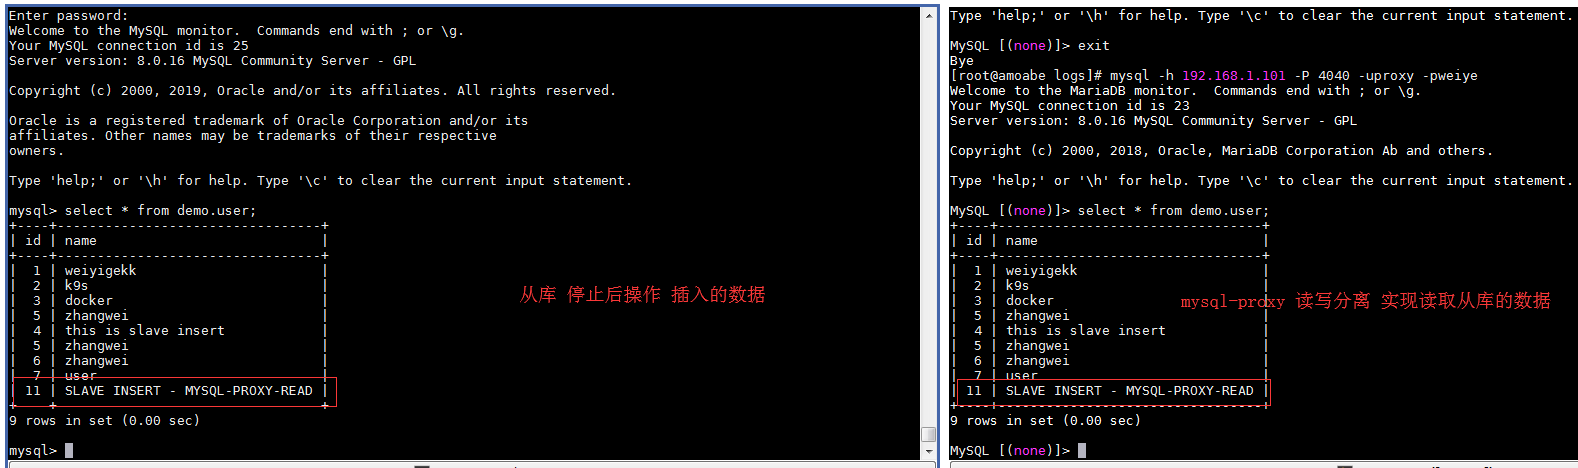 Enter password:
Welcome to the MySQL monitor.  Commands end with ; or \g.
Your MySQL connection id is 25
Server version: 8.0.16 MySQL Community Server - GPL
Copyright (c) 2000, 2019, Oracle and/or its affiliates. All rights reserved.
Oracle is a registered trademark of Oracle Corporation and/or its
affiliates. Other names may be trademarks of their respective
owners.
Type 'help;' or '\h' for help. Type '\c' to clear the current input statement.
mysql> select * from demo.user;
+----+---------------------------------+
| id | name                            |
+----+---------------------------------+
|  1 | weiyigekk                       |
|  2 | k9s                             |
|  3 | docker                          |
|  5 | zhangwei                        |
|  4 | this is slave insert            |
|  5 | zhangwei                        |
|  6 | zhangwei                        |
|  7 | user                            |
| 11 | SLAVE INSERT - MYSQL-PROXY-READ |
+----+---------------------------------+
9 rows in set (0.00 sec)
mysql>
从库 停止后操作 插入的数据
Type 'help;' or '\h' for help. Type '\c' to clear the current input statement.
MySQL [(none)]> exit
Bye
[root@amoabe logs]# mysql -h 192.168.1.101 -P 4040 -uproxy -pweiye
Welcome to the MariaDB monitor.  Commands end with ; or \g.
Your MySQL connection id is 23
Server version: 8.0.16 MySQL Community Server - GPL
Copyright (c) 2000, 2018, Oracle, MariaDB Corporation Ab and others.
Type 'help;' or '\h' for help. Type '\c' to clear the current input statement.
MySQL [(none)]> select * from demo.user;
+----+---------------------------------+
| id | name                            |
+----+---------------------------------+
|  1 | weiyigekk                       |
|  2 | k9s                             |
|  3 | docker                          |
|  5 | zhangwei                        |
|  4 | this is slave insert            |
|  5 | zhangwei                        |
|  6 | zhangwei                        |
|  7 | user                            |
| 11 | SLAVE INSERT - MYSQL-PROXY-READ |
+----+---------------------------------+
9 rows in set (0.00 sec)
MySQL [(none)]>
mysql-proxy 读写分离 实现读取从库的数据